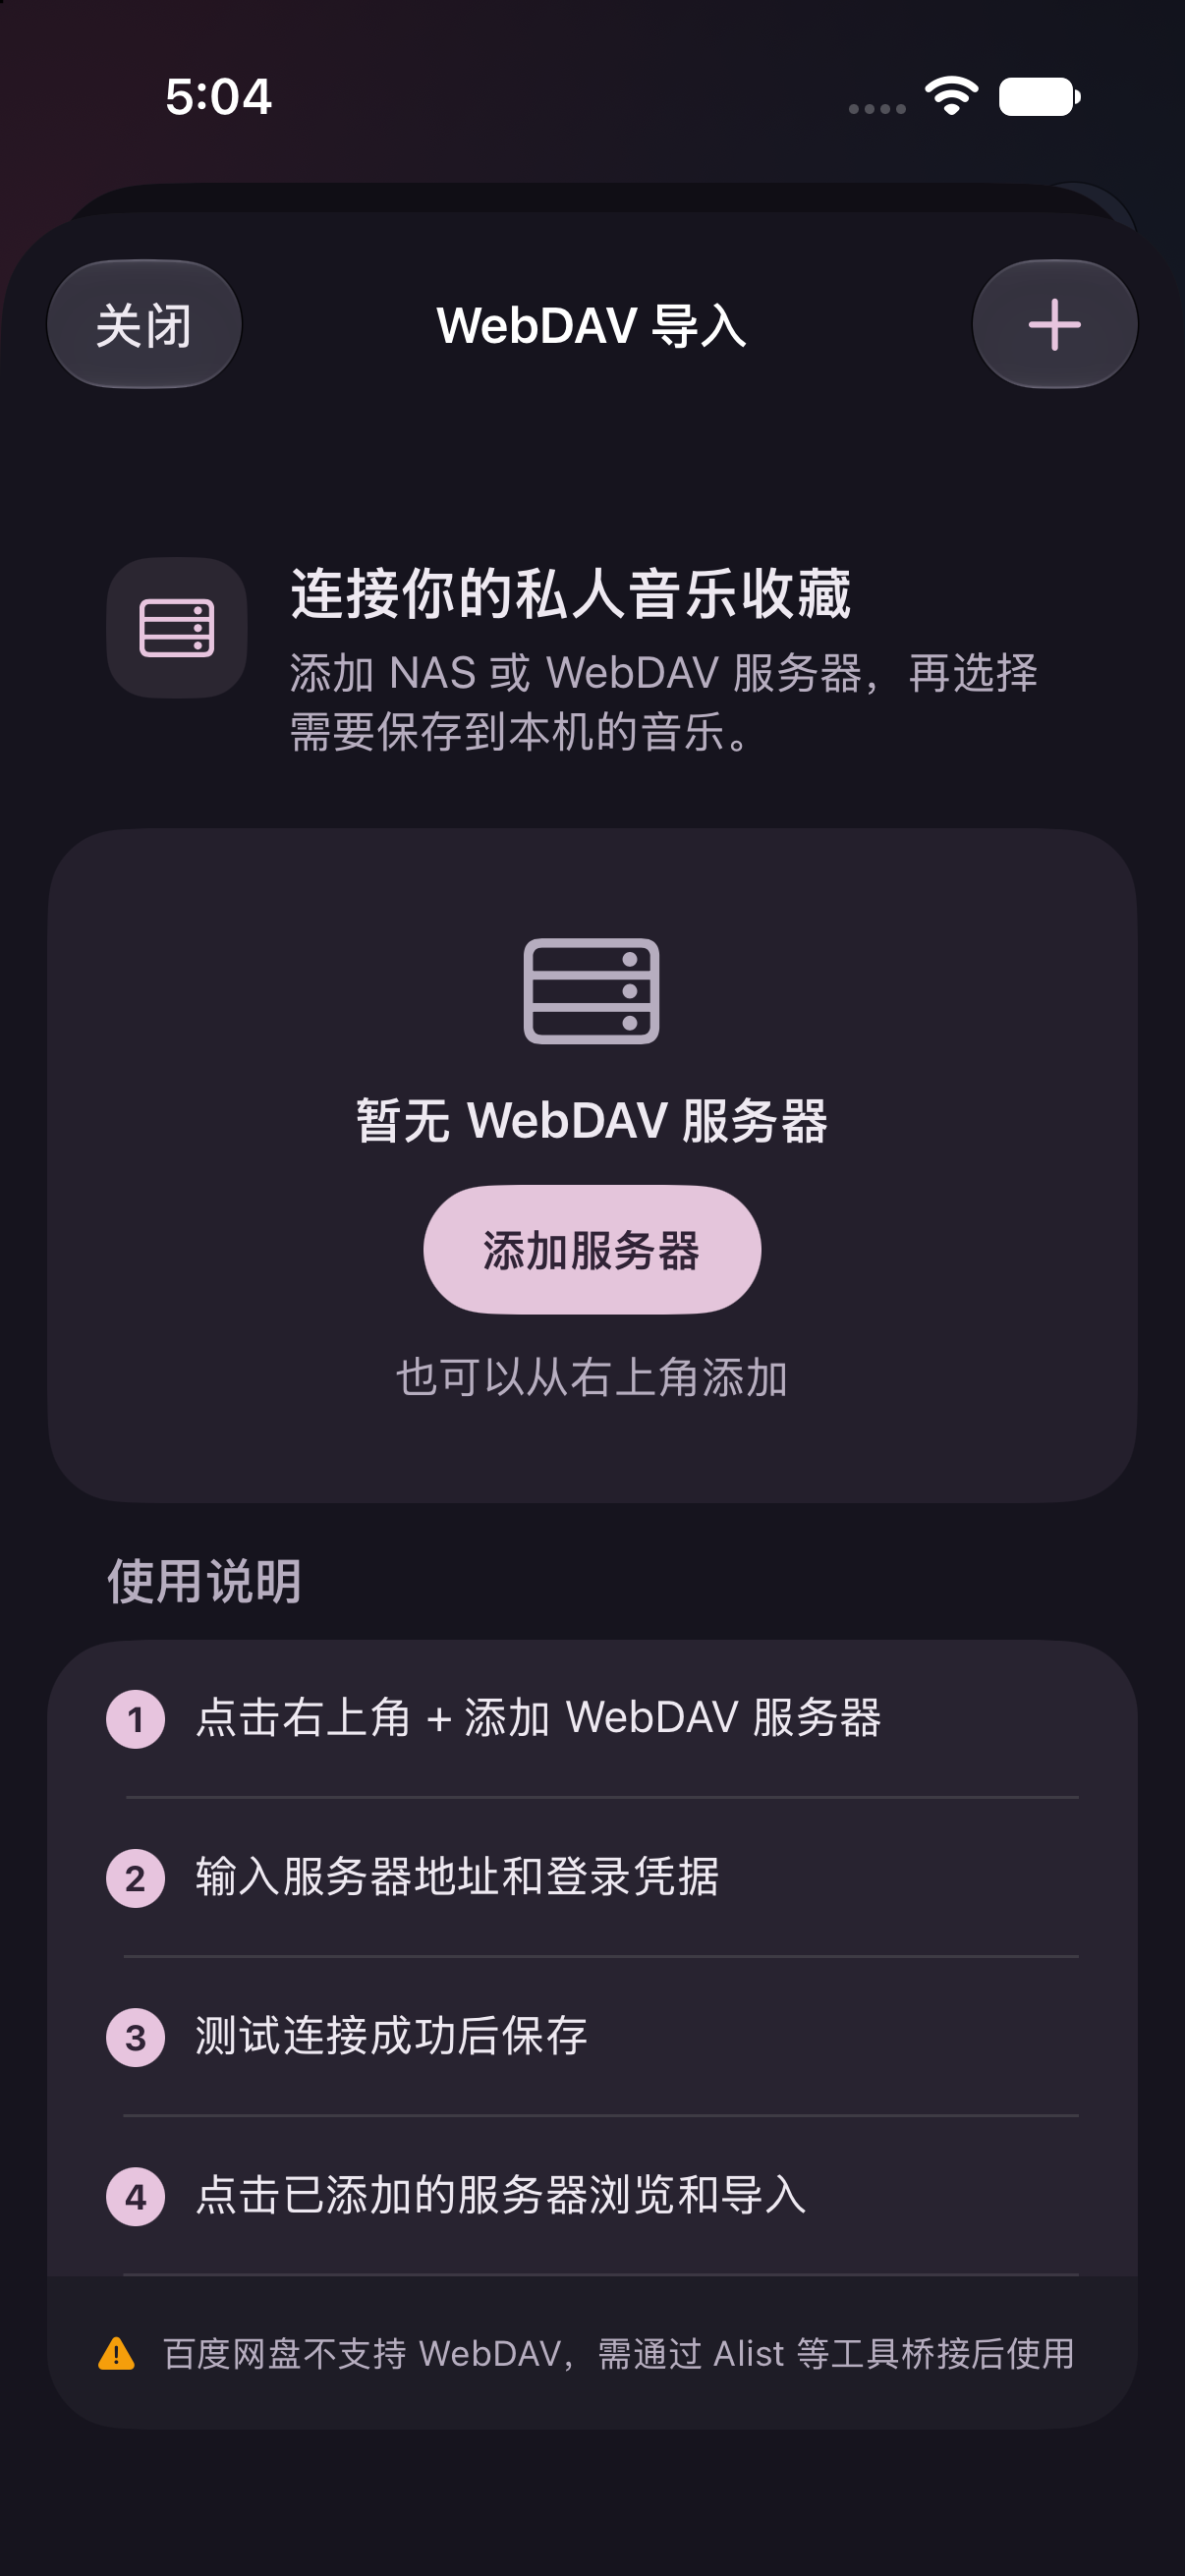 5:04
关闭
WebDAV 导入
连接你的私人音乐收藏
添加 NAS 或 WebDAV 服务器，再选择
需要保存到本机的音乐。
暂无 WebDAV 服务器
添加服务器
也可以从右上角添加
使用说明
1 点击右上角 + 添加 WebDAV 服务器
2 输入服务器地址和登录凭据
3 测试连接成功后保存
4 点击已添加的服务器浏览和导入
百度网盘不支持 WebDAV，需通过 Alist 等工具桥接后使用